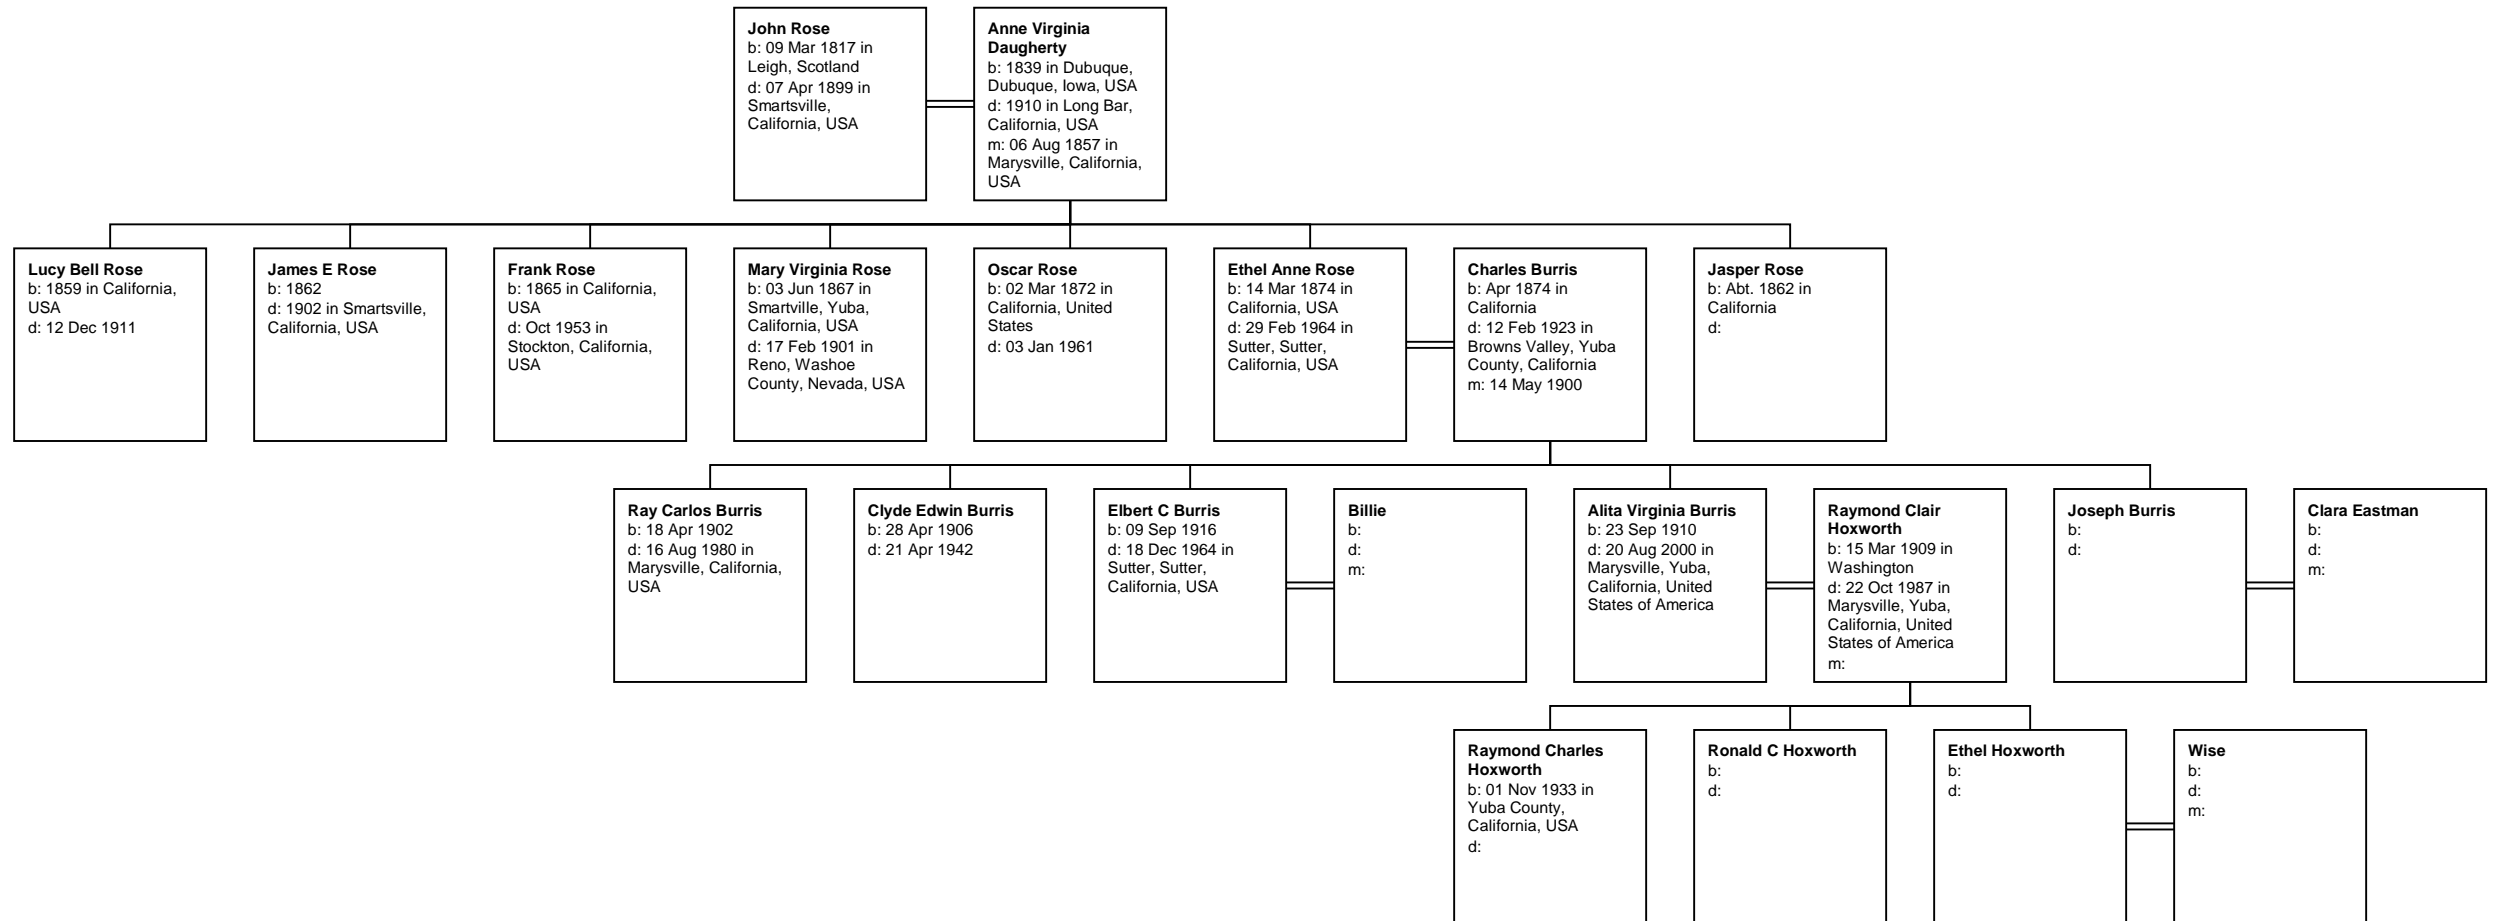 John Rose
b: 09 Mar 1817 in
Leigh, Scotland
d: 07 Apr 1899 in
Smartsville,
California, USA
Anne Virginia
Daugherty
b: 1839 in Dubuque,
Dubuque, Iowa, USA
d: 1910 in Long Bar,
California, USA
m: 06 Aug 1857 in
Marysville, California,
USA
Lucy Bell Rose
b: 1859 in California,
USA
d: 12 Dec 1911
James E Rose
b: 1862
d: 1902 in Smartsville,
California, USA
Frank Rose
b: 1865 in California,
USA
d: Oct 1953 in
Stockton, California,
USA
Mary Virginia Rose
b: 03 Jun 1867 in
Smartville, Yuba,
California, USA
d: 17 Feb 1901 in
Reno, Washoe
County, Nevada, USA
Oscar Rose
b: 02 Mar 1872 in
California, United
States
d: 03 Jan 1961
Ethel Anne Rose
b: 14 Mar 1874 in
California, USA
d: 29 Feb 1964 in
Sutter, Sutter,
California, USA
Charles Burris
b: Apr 1874 in
California
d: 12 Feb 1923 in
Browns Valley, Yuba
County, California
m: 14 May 1900
Jasper Rose
b: Abt. 1862 in
California
d:
Ray Carlos Burris
b: 18 Apr 1902
d: 16 Aug 1980 in
Marysville, California,
USA
Clyde Edwin Burris
b: 28 Apr 1906
d: 21 Apr 1942
Elbert C Burris
b: 09 Sep 1916
d: 18 Dec 1964 in
Sutter, Sutter,
California, USA
Billie
b:
d:
m:
Alita Virginia Burris
b: 23 Sep 1910
d: 20 Aug 2000 in
Marysville, Yuba,
California, United
States of America
Raymond Clair
Hoxworth
b: 15 Mar 1909 in
Washington
d: 22 Oct 1987 in
Marysville, Yuba,
California, United
States of America
m:
Joseph Burris
b:
d:
Clara Eastman
b:
d:
m:
Raymond Charles
Hoxworth
b: 01 Nov 1933 in
Yuba County,
California, USA
d:
Ronald C Hoxworth
b:
d:
Ethel Hoxworth
b:
d:
Wise
b:
d:
m: